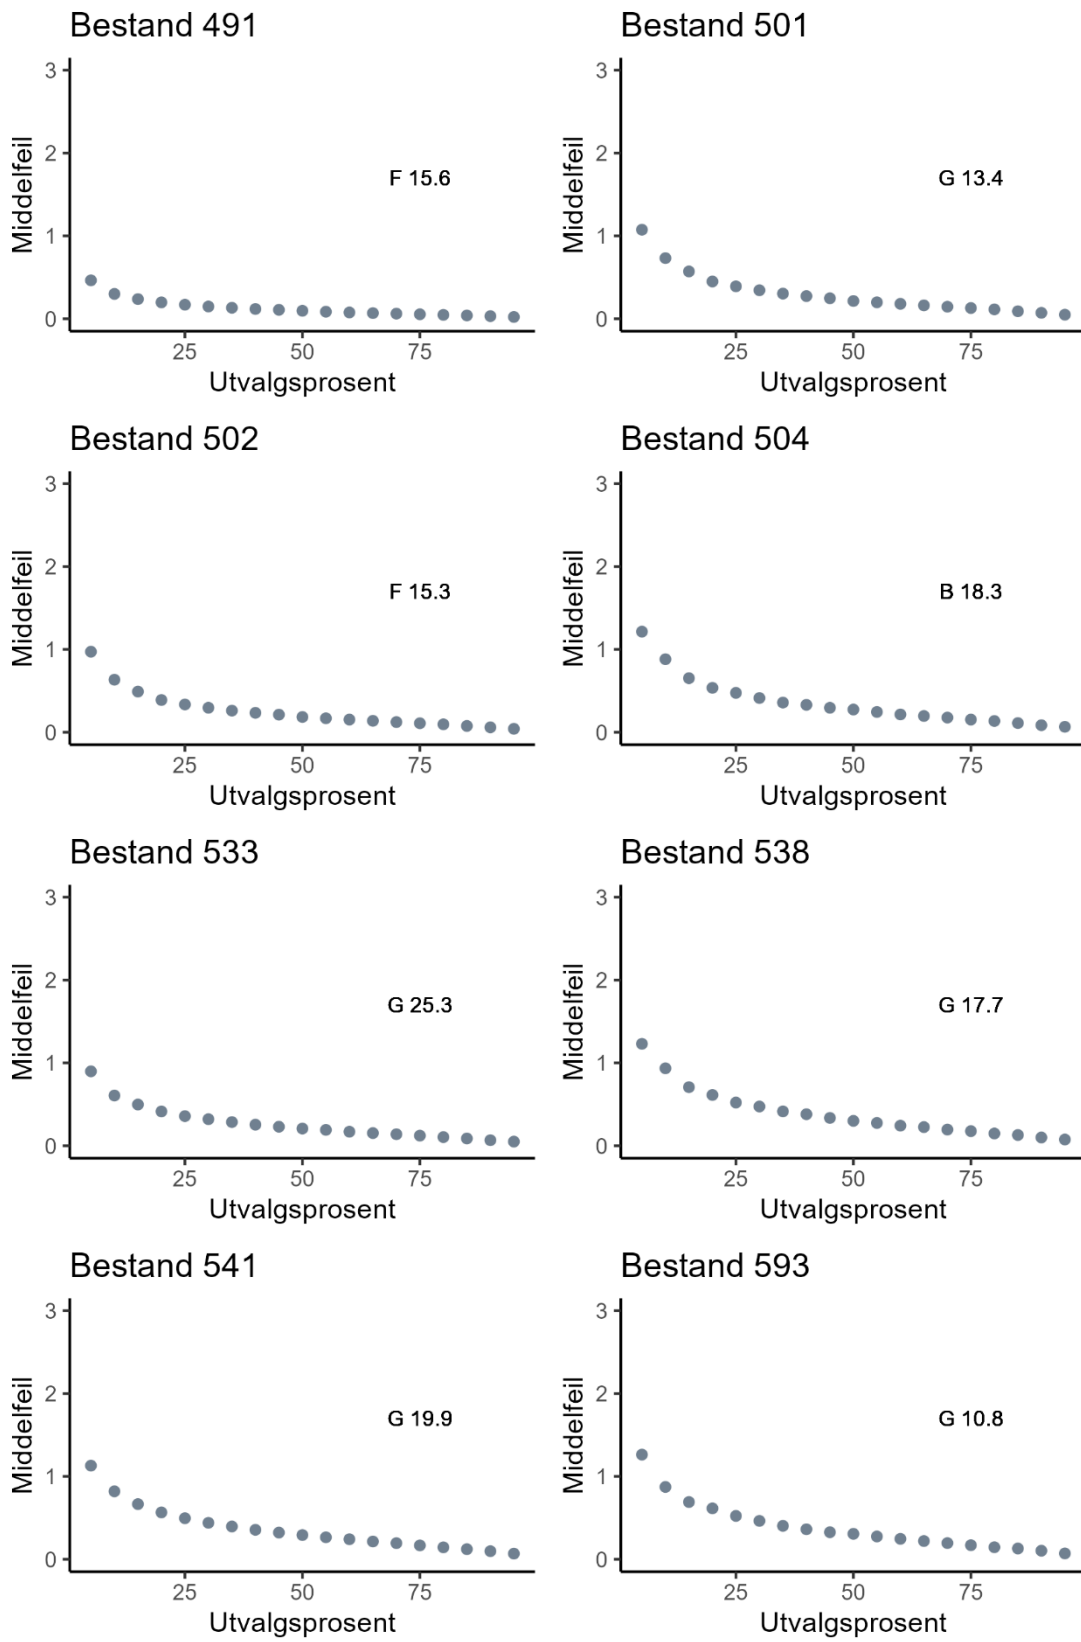 Bestand 491
3
2
1
0
Middelfeil
F 15.6
25 50 75
Utvalgsprosent
Bestand 501
3
2
1
0
Middelfeil
G 13.4
25 50 75
Utvalgsprosent
Bestand 502
3
2
1
0
Middelfeil
F 15.3
25 50 75
Utvalgsprosent
Bestand 504
3
2
1
0
Middelfeil
B 18.3
25 50 75
Utvalgsprosent
Bestand 533
3
2
1
0
Middelfeil
G 25.3
25 50 75
Utvalgsprosent
Bestand 538
3
2
1
0
Middelfeil
G 17.7
25 50 75
Utvalgsprosent
Bestand 541
3
2
1
0
Middelfeil
G 19.9
25 50 75
Utvalgsprosent
Bestand 593
3
2
1
0
Middelfeil
G 10.8
25 50 75
Utvalgsprosent